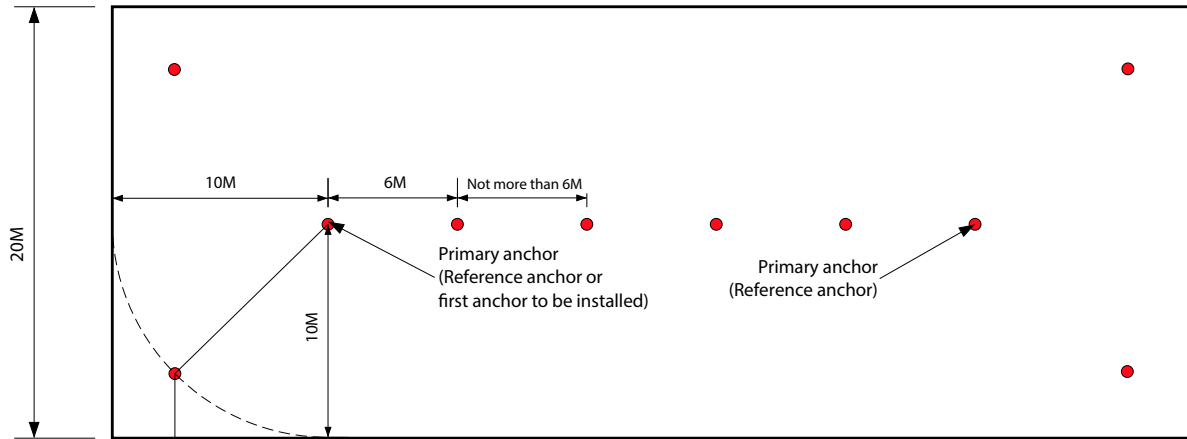 10M
6M
Not more than 6M
20M
Primary anchor
(Reference anchor or
first anchor to be installed)
Primary anchor
(Reference anchor)
10M